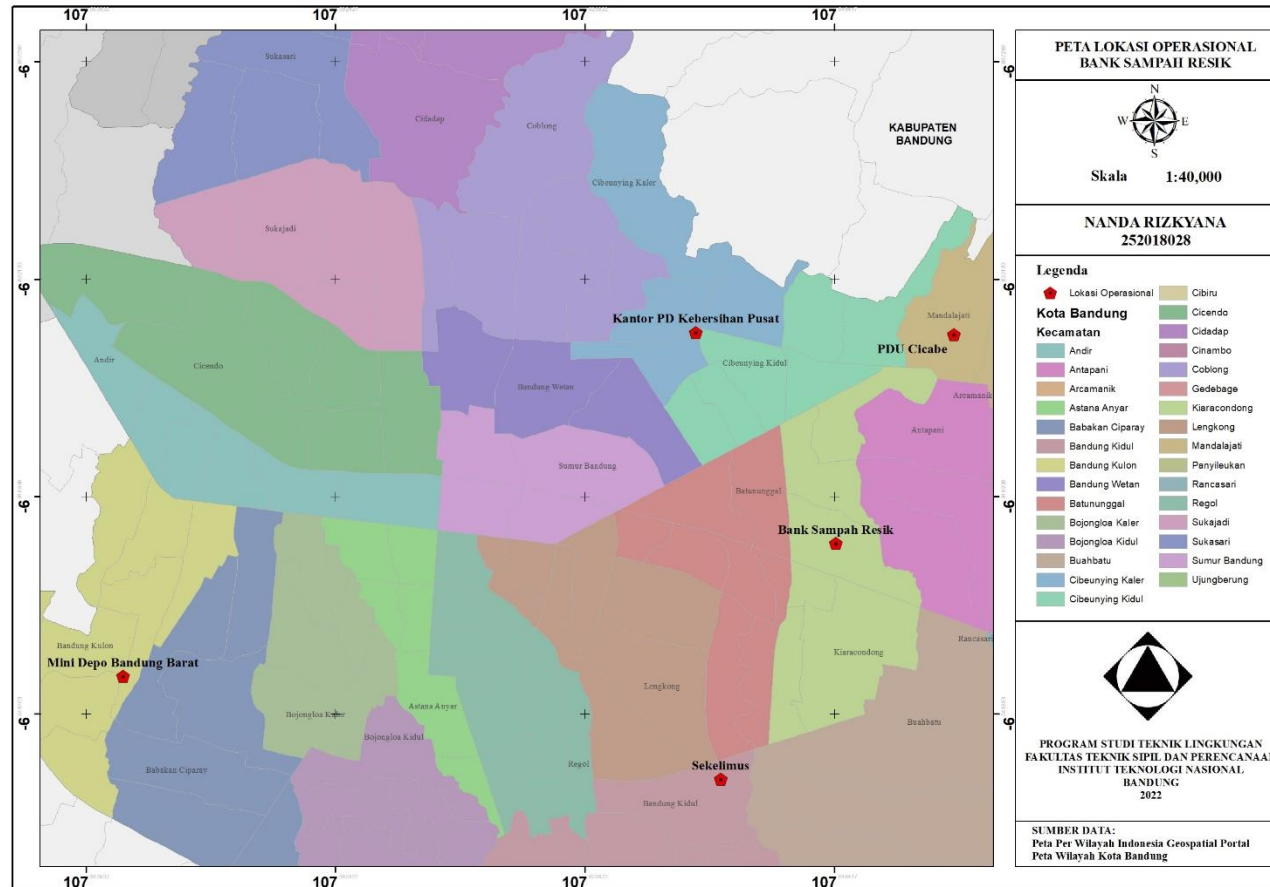 107 107 107 107
-6 -6
-6 -6
-6 -6
-6 -6
107 107 107 107
Sukasari
Cidadap
Coblong
KABUPATEN
BANDUNG
Cibeunying Kaler
Sukajadi
Mandalajati
Kantor PD Kebersihan Pusat
PDU Cicabe
Andir
Cicendo
Cibeunying Kidul
Bandung Wetan
Arcamanik
Antapani
Sumur Bandung
Batununggal
Bank Sampah Resik
Rancasari
Bandung Kulon
Mini Depo Bandung Barat
Kiaracondong
Lengkong
Astana Anyar
Bojongloa Kaler
Buahbatu
Bojongloa Kidul
Regol
Babakan Ciparay
Sekelimus
Bandung Kidul
PETA LOKASI OPERASIONAL
BANK SAMPAH RESIK
N
W E
S
Skala 1:40,000
NANDA RIZKYANA
252018028
Legenda
Lokasi Operasional
Kota Bandung
Kecamatan
Andir
Antapani
Arcamanik
Astana Anyar
Babakan Ciparay
Bandung Kidul
Bandung Kulon
Bandung Wetan
Batununggal
Bojongloa Kaler
Bojongloa Kidul
Buahbatu
Cibeunying Kaler
Cibeunying Kidul
Cibiru
Cicendo
Cidadap
Cinambo
Coblong
Gedebage
Kiaracondong
Lengkong
Mandalajati
Panyileukan
Rancasari
Regol
Sukajadi
Sukasari
Sumur Bandung
Ujungberung
PROGRAM STUDI TEKNIK LINGKUNGAN
FAKULTAS TEKNIK SIPIL DAN PERENCANAA
INSTITUT TEKNOLOGI NASIONAL
BANDUNG
2022
SUMBER DATA:
Peta Per Wilayah Indonesia Geospatial Portal
Peta Wilayah Kota Bandung